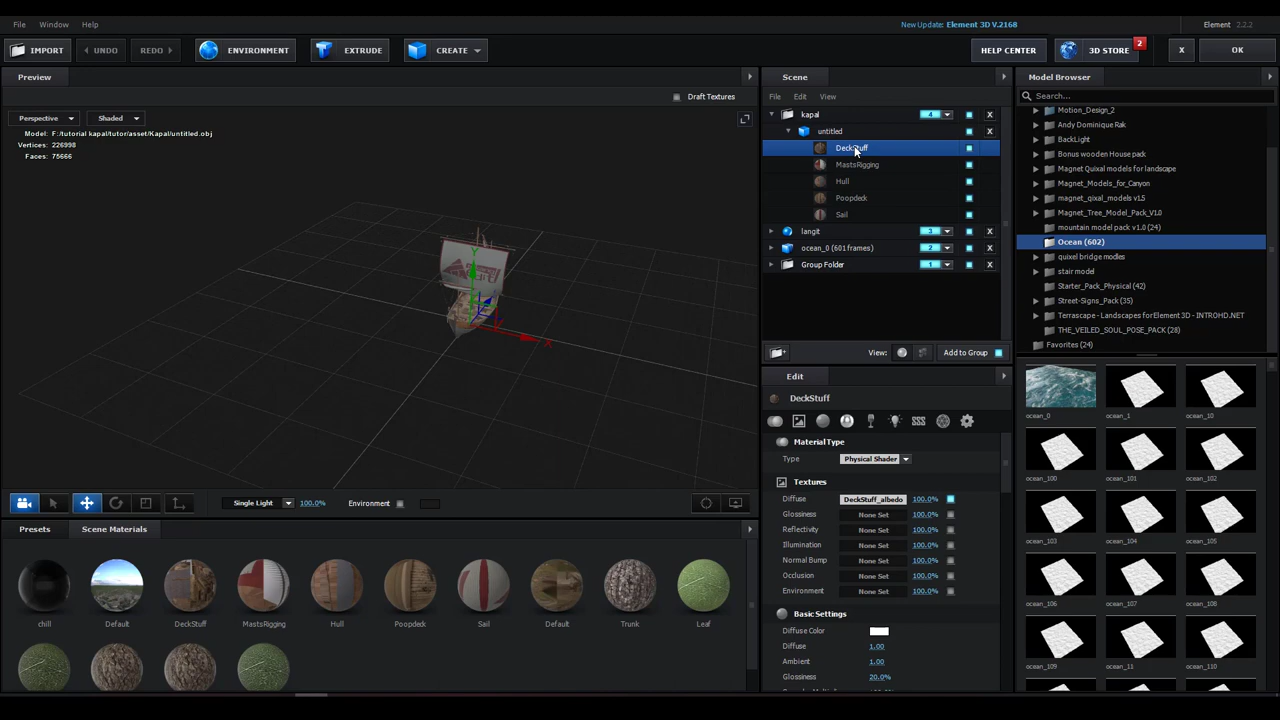 File Window Help
New Update: Element 3D V.2168
Element 2.2.2
IMPORT UNDO REDO ENVIRONMENT EXTRUDE CREATE
HELP CENTER 3D STORE 2 X OK
Preview
Draft Textures
Perspective Shaded
Model: F:/tutorial kapal/tutor/asset/Kapal/untitled.obj
Vertices: 226998
Faces: 75666
Y
X
Single Light 100.0% Environment
Presets Scene Materials
chill Default DeckStuff MastsRigging Hull Poopdeck Sail Default Trunk Leaf
Scene
File Edit View
kapal 4 X
untitled X
DeckStuff X
MastsRigging X
Hull X
Poopdeck X
Sail X
langit 3 X
ocean_0 (601frames) 2 X
Group Folder 1 X
View: Add to Group
Edit
DeckStuff
Material Type
Type Physical Shader
Textures
Diffuse DeckStuff_albedo 100.0%
Glossiness None Set 100.0%
Reflectivity None Set 100.0%
Illumination None Set 100.0%
Normal Bump None Set 100.0%
Occlusion None Set 100.0%
Environment None Set 100.0%
Basic Settings
Diffuse Color
Diffuse 1.00
Ambient 1.00
Glossiness 20.0%
Model Browser
Search...
Motion_Design_2
Andy Dominique Rak
BackLight
Bonus wooden House pack
Magnet Quixal models for landscape
Magnet_Models_for_Canyon
magnet_qixal_models v1.5
Magnet_Tree_Model_Pack_V1.0
mountain model pack v1.0 (24)
Ocean (602)
quixel bridge modles
stair model
Starter_Pack_Physical (42)
Street-Signs_Pack (35)
Terrascape - Landscapes for Element 3D - INTROHD.NET
THE_VEILED_SOUL_POSE_PACK (28)
Favorites (24)
ocean_0 ocean_1 ocean_10
ocean_100 ocean_101 ocean_102
ocean_103 ocean_104 ocean_105
ocean_106 ocean_107 ocean_108
ocean_109 ocean_11 ocean_110